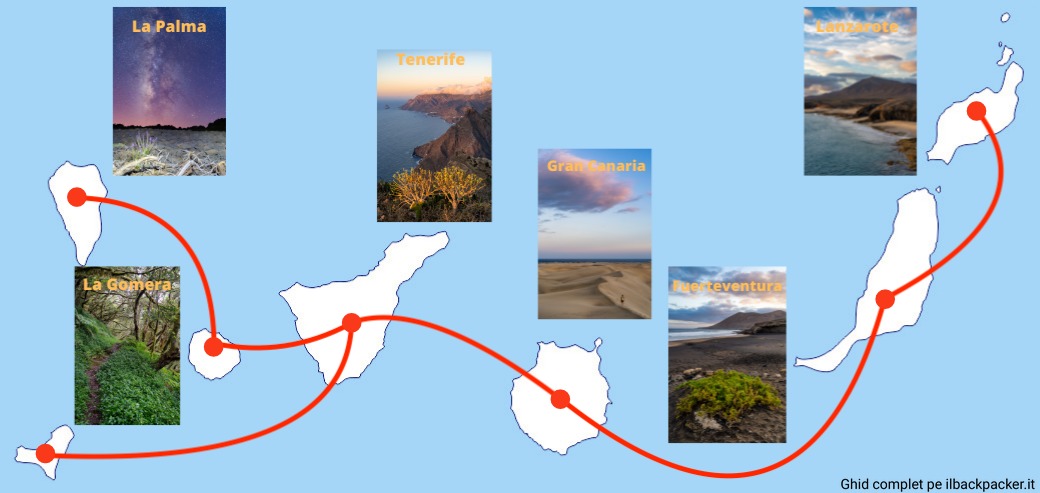 La Palma
Tenerife
Lanzarote
Gran Canaria
La Gomera
Fuerteventura
Ghid complet pe ilbackpacker.it